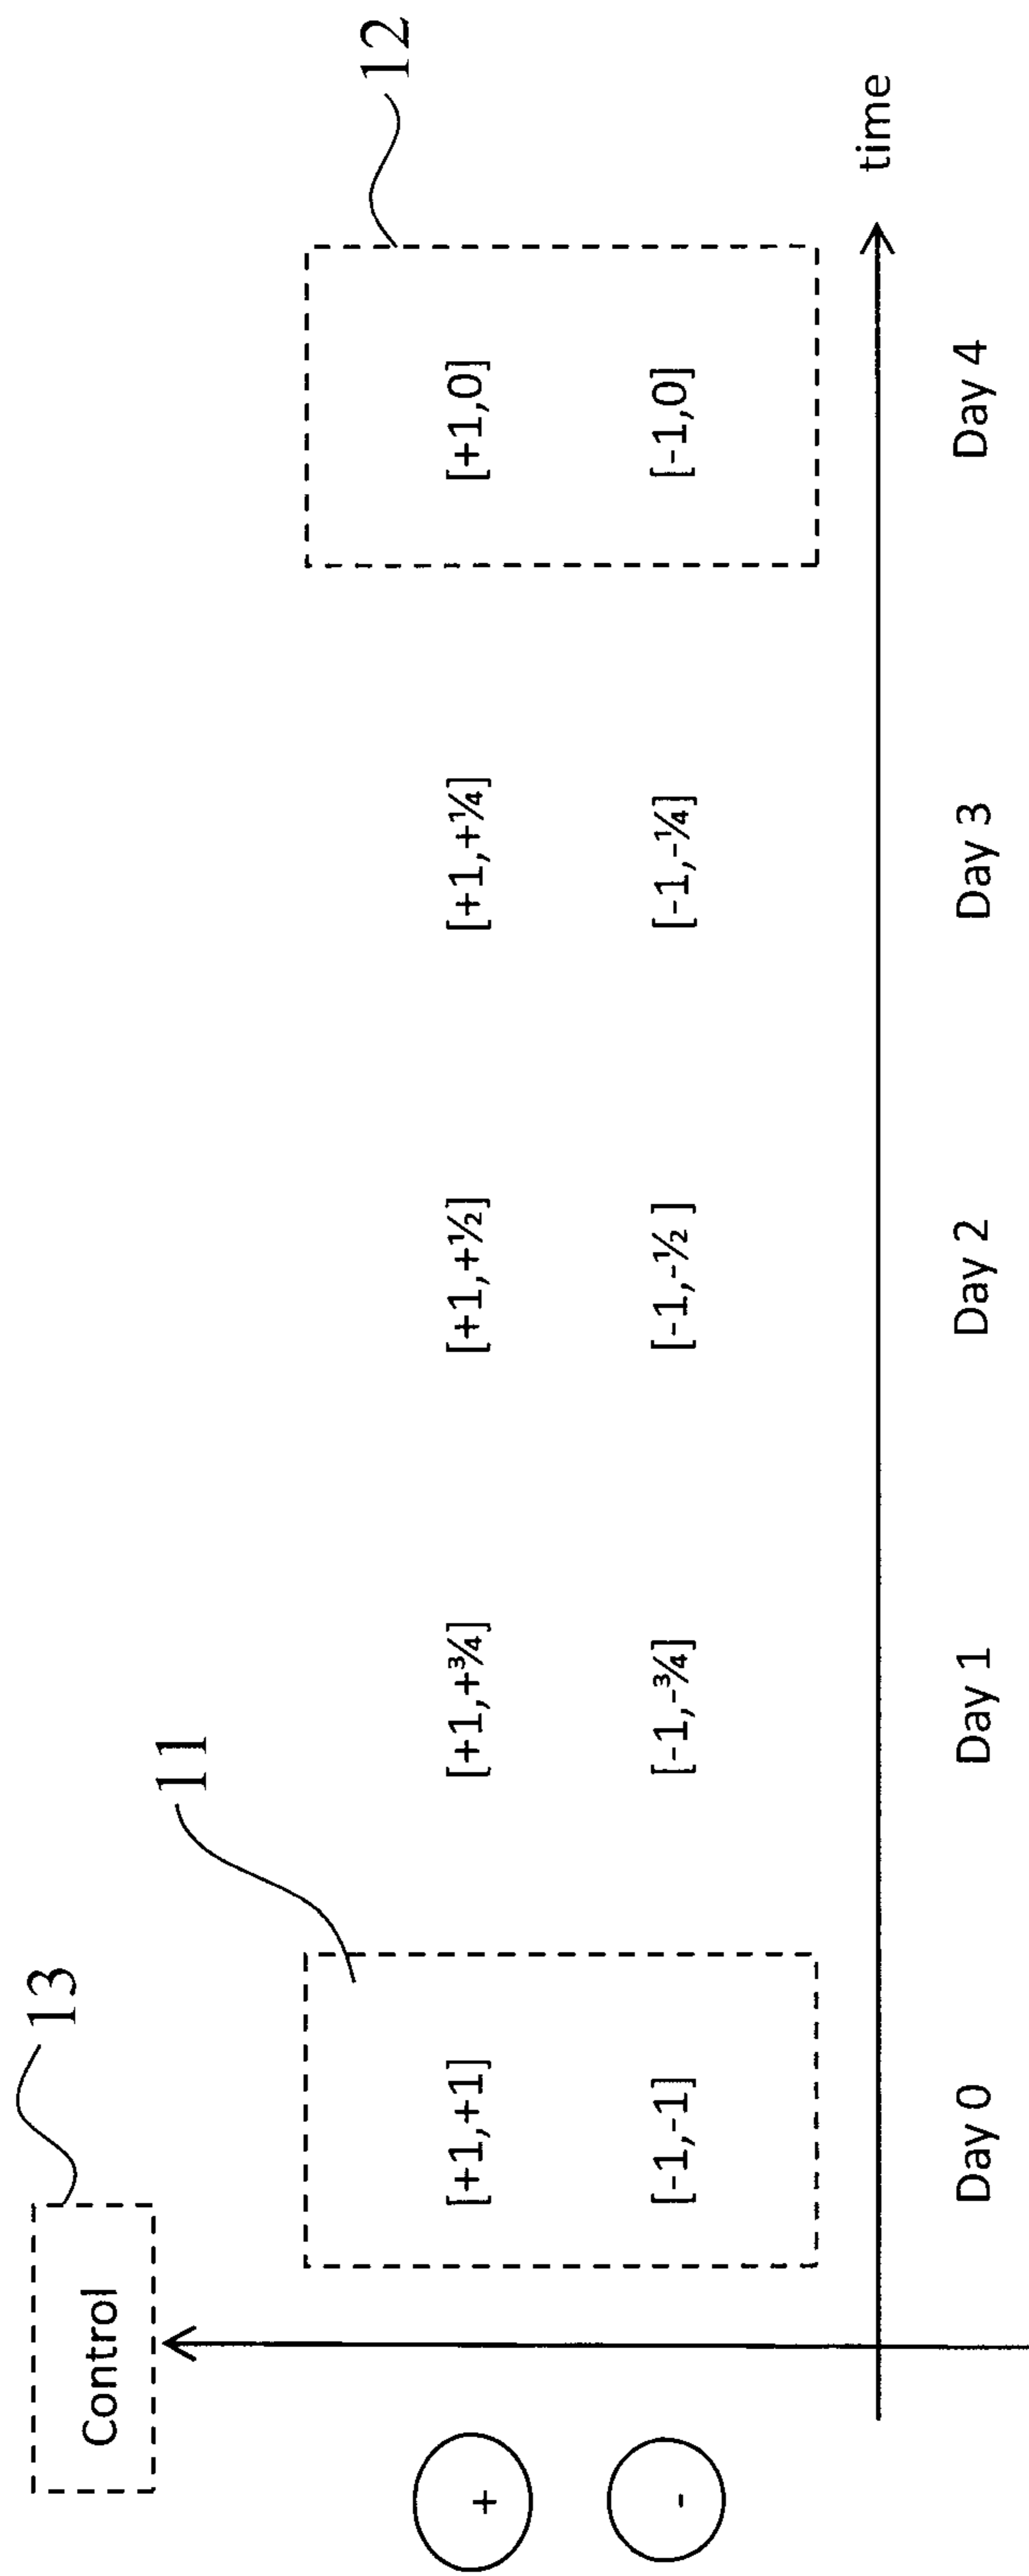 Control
13
11
12
+
[+1,+1]
[+1,+¾]
[+1,+½]
[+1,+¼]
[+1,0]
-
[-1,-1]
[-1,-¾]
[-1,-½ ]
[-1,-¼]
[-1,0]
time
Day 0
Day 1
Day 2
Day 3
Day 4